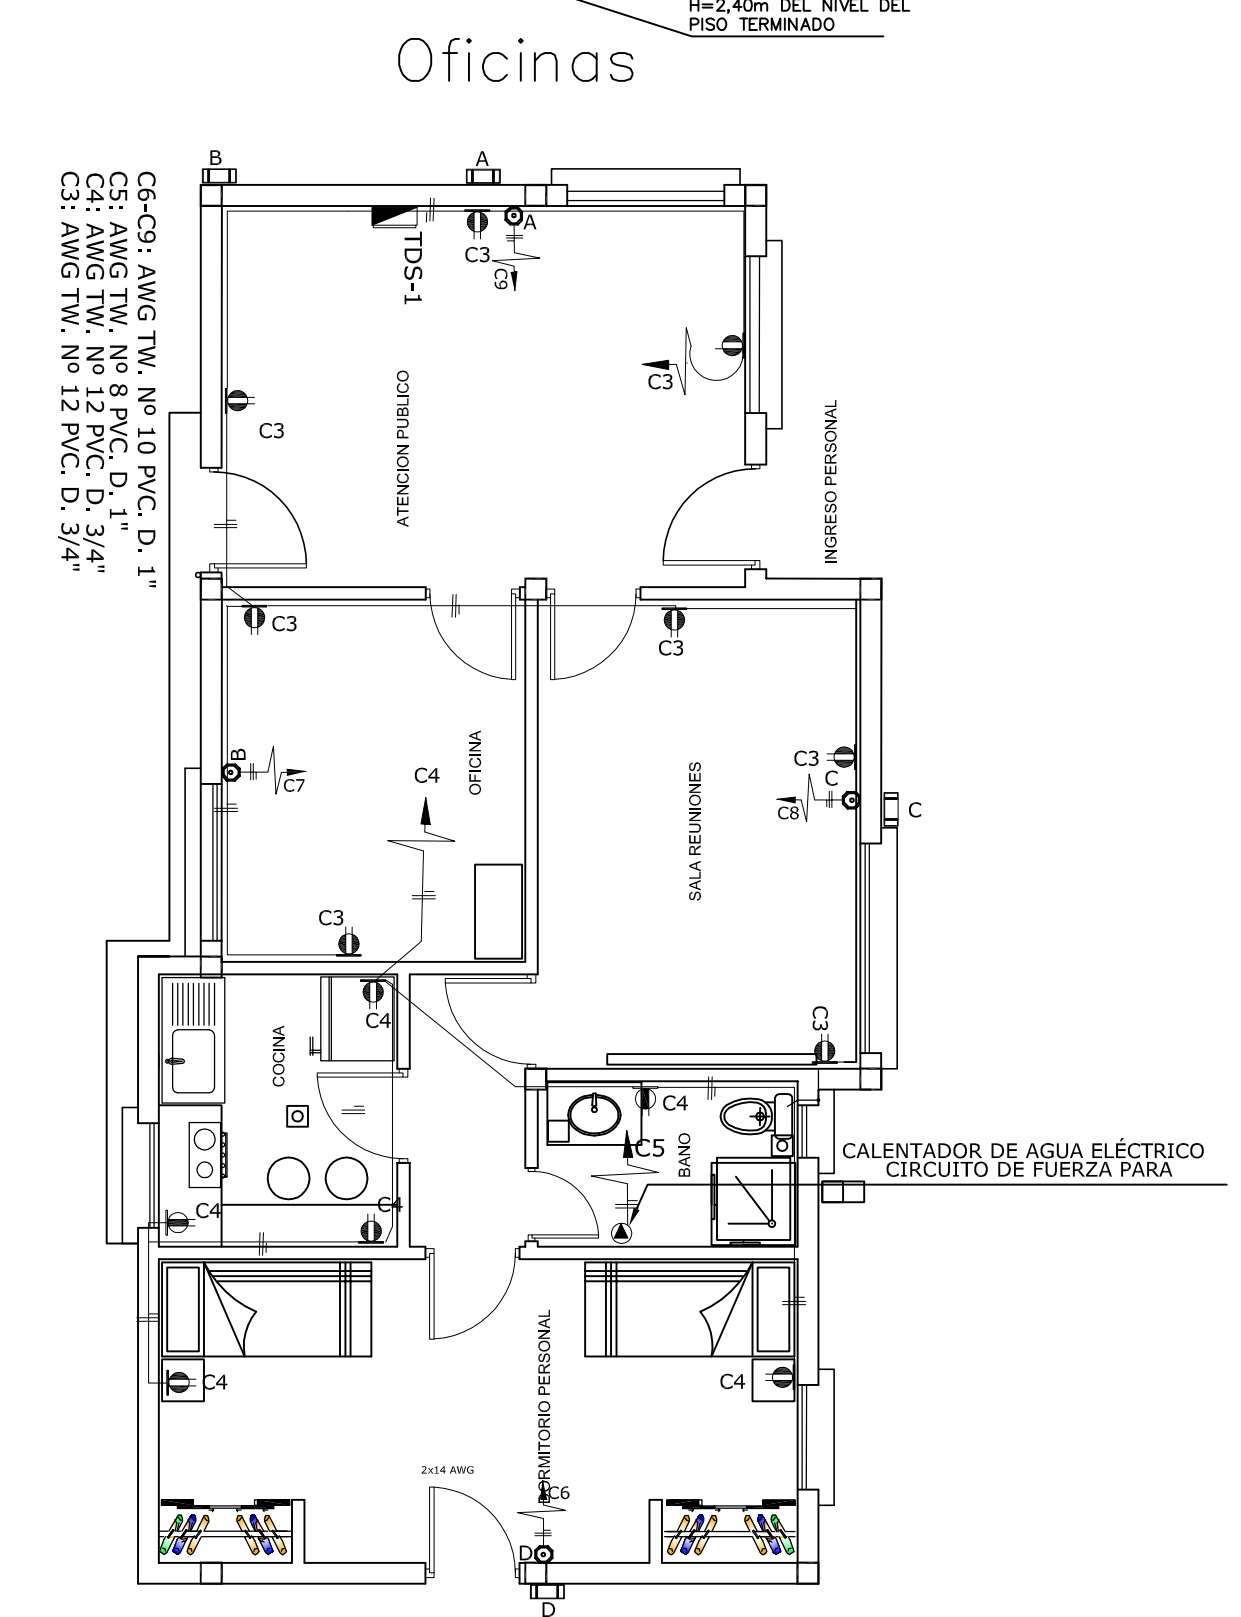 H=2,40m DEL NIVEL DEL
PISO TERMINADO
Oficinas
B
A
C6-C9: AWG TW. Nº 10 PVC. D. 1"
C5: AWG TW. Nº 8 PVC. D. 1"
C4: AWG TW. Nº 12 PVC. D. 3/4"
C3: AWG TW. Nº 12 PVC. D. 3/4"
TDS-1
C3
A
C9
C3
C3
ATENCION PUBLICO
INGRESO PERSONAL
C3
C3
B
C7
C4
OFICINA
C3
C
C8
C
SALA REUNIONES
C3
C3
C4
COCINA
C4
C5
BANO
CALENTADOR DE AGUA ELÉCTRICO
CIRCUITO DE FUERZA PARA
C4
C4
C4
C4
DORMITORIO PERSONAL
2x14 AWG
C6
D
D